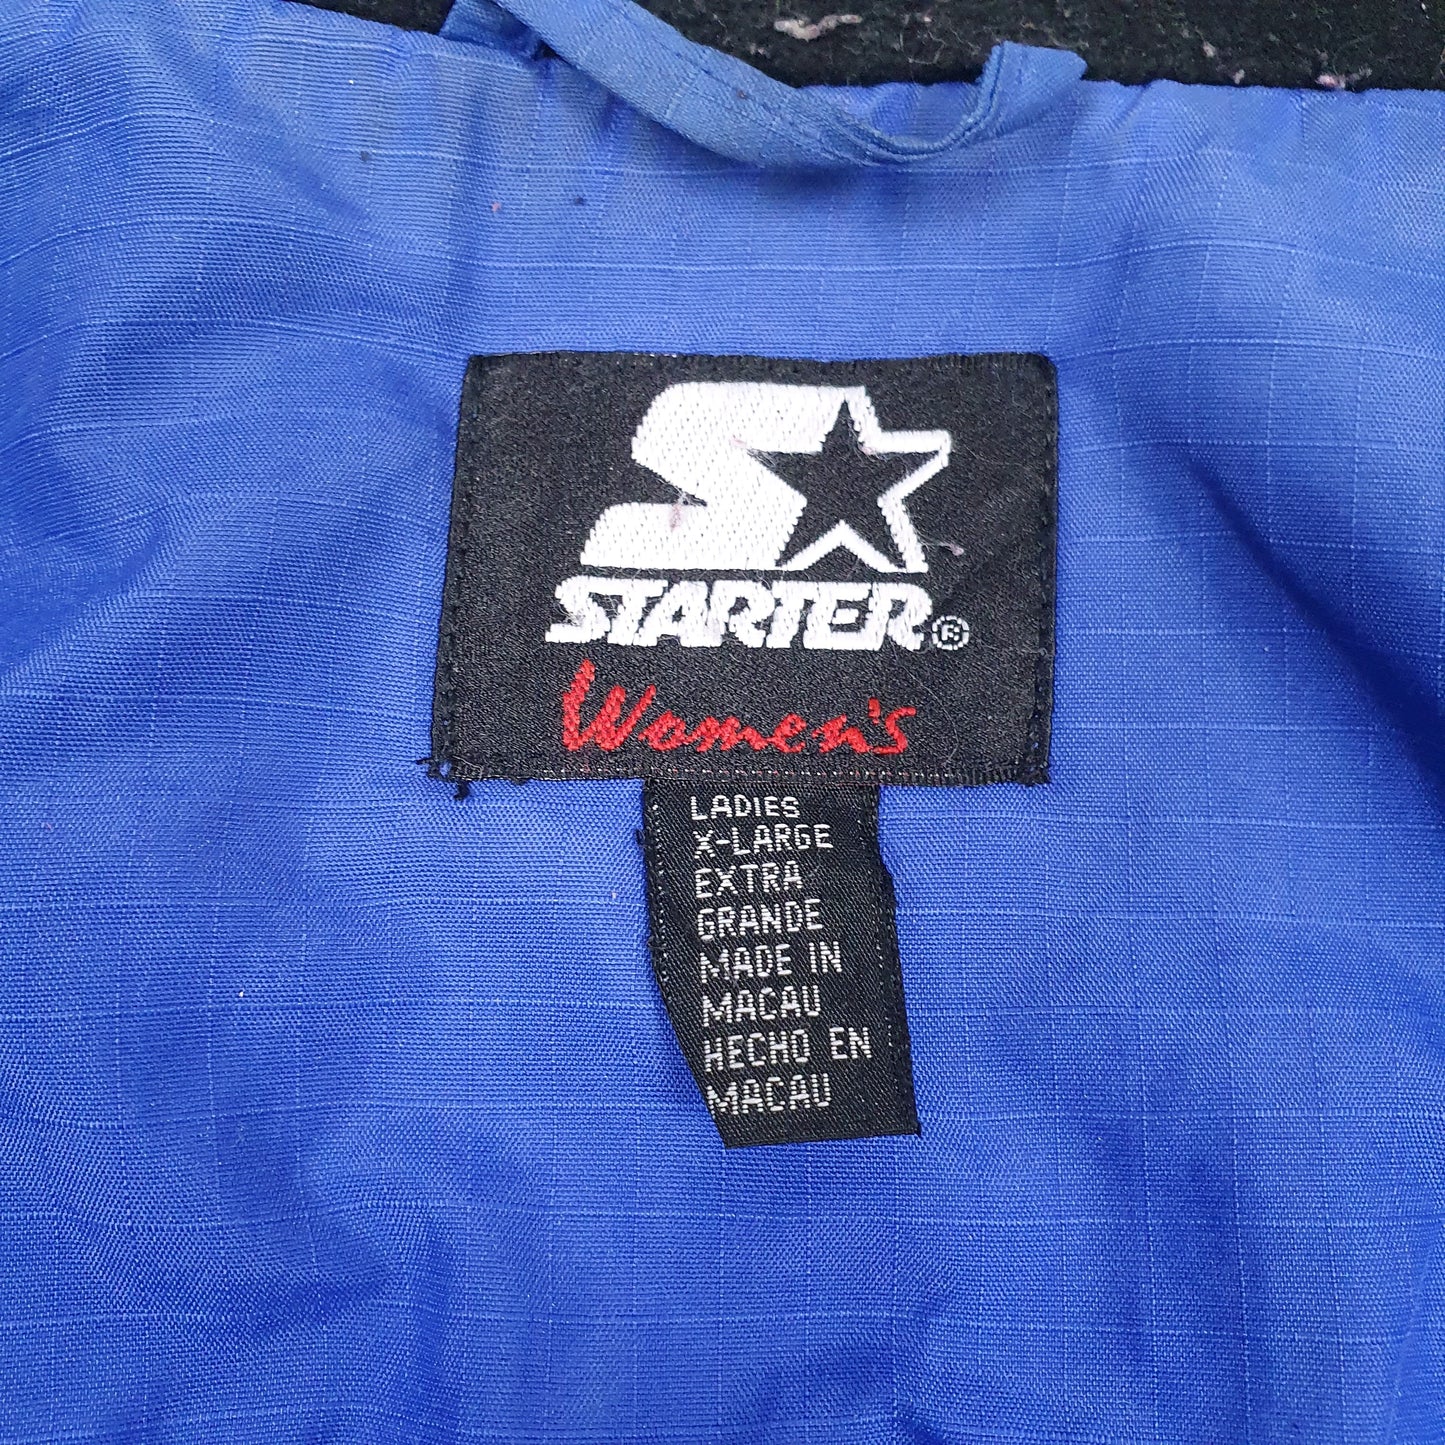 STARTER®
Women's
LADIES
X-LARGE
EXTRA
GRANDE
MADE IN
MACAU
HECHO EN
MACAU